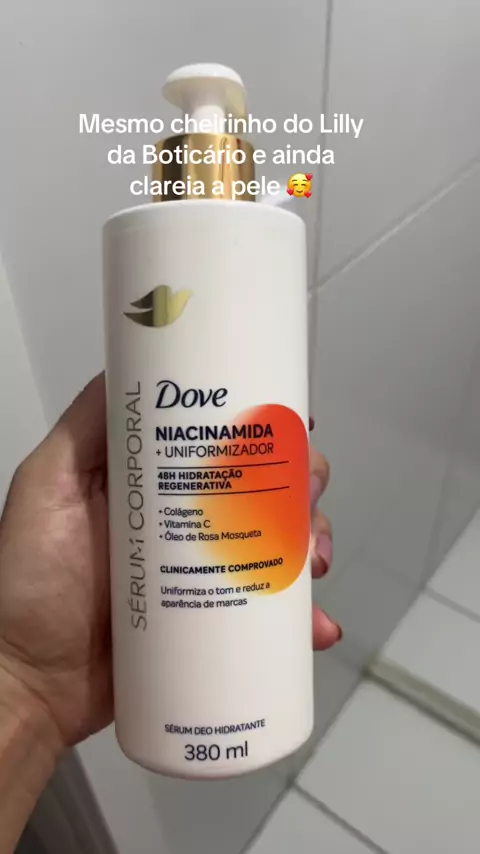 Mesmo cheirinho do Lilly
da Boticário e ainda
clareia a pele 🥰
SÉRUM CORPORAL
Dove
NIACINAMIDA
+ UNIFORMIZADOR
48H HIDRATAÇÃO
REGENERATIVA
• Colágeno
• Vitamina C
• Óleo de Rosa Mosqueta
CLINICAMENTE COMPROVADO
Uniformiza o tom e reduz a
aparência de marcas
SÉRUM DEO HIDRATANTE
380 ml